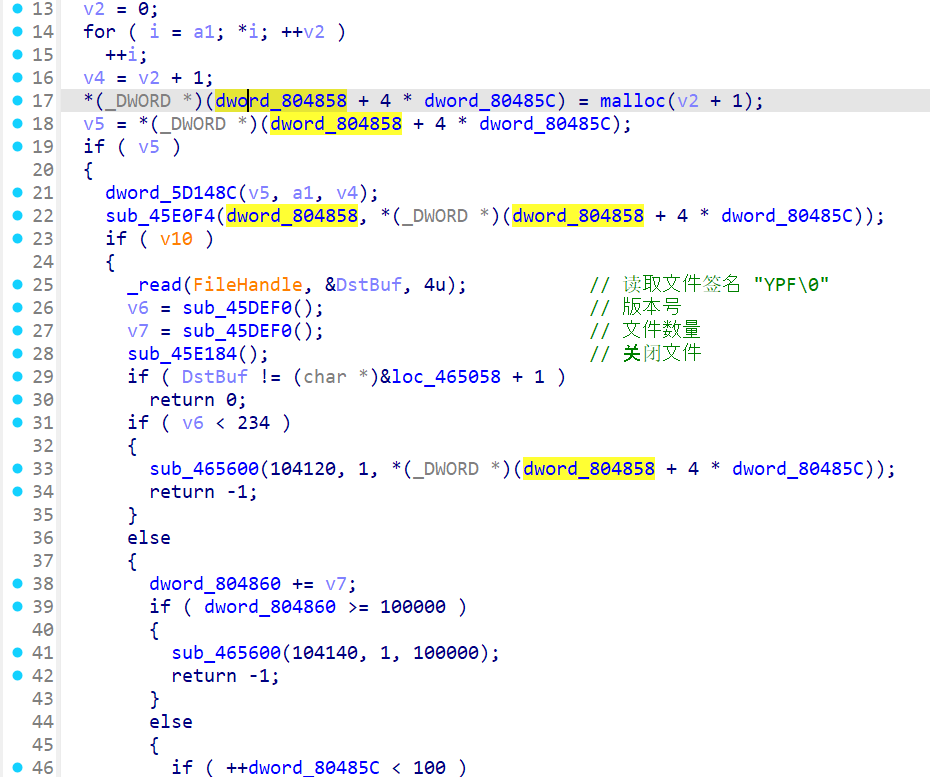 13 v2 = 0;
14 for ( i = a1; *i; ++v2 )
15 ++i;
16 v4 = v2 + 1;
17 *(_DWORD *)(dword_804858 + 4 * dword_80485C) = malloc(v2 + 1);
18 v5 = *(_DWORD *)(dword_804858 + 4 * dword_80485C);
19 if ( v5 )
20 {
21 dword_5D148C(v5, a1, v4);
22 sub_45E0F4(dword_804858, *(_DWORD *)(dword_804858 + 4 * dword_80485C));
23 if ( v10 )
24 {
25 _read(FileHandle, &DstBuf, 4u); // 读取文件签名 "YPF\0"
26 v6 = sub_45DEF0(); // 版本号
27 v7 = sub_45DEF0(); // 文件数量
28 sub_45E184(); // 关闭文件
29 if ( DstBuf != (char *)&loc_465058 + 1 )
30 return 0;
31 if ( v6 < 234 )
32 {
33 sub_465600(104120, 1, *(_DWORD *)(dword_804858 + 4 * dword_80485C));
34 return -1;
35 }
36 else
37 {
38 dword_804860 += v7;
39 if ( dword_804860 >= 100000 )
40 {
41 sub_465600(104140, 1, 100000);
42 return -1;
43 }
44 else
45 {
46 if ( ++dword_80485C < 100 )